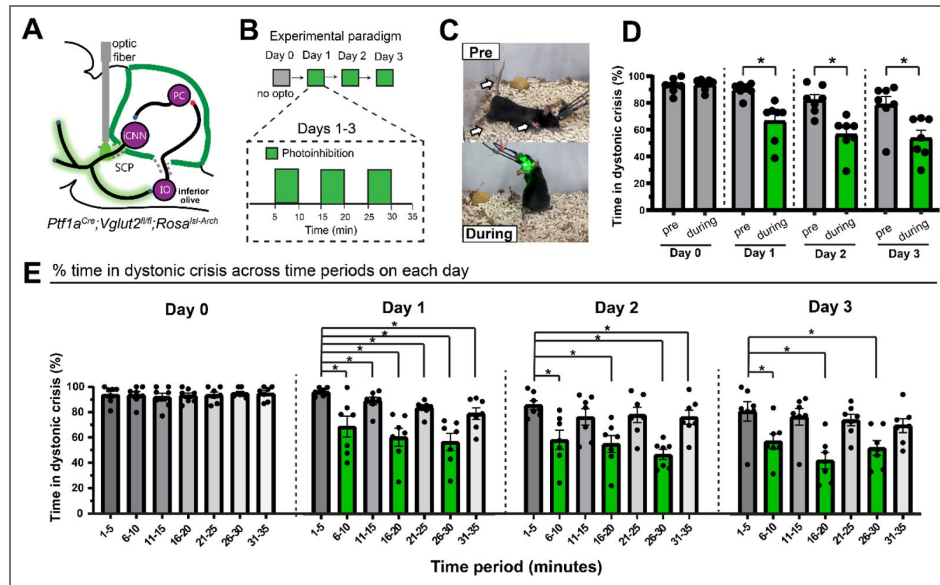 A
optic
fiber
PC
iCNN
SCP
IO
inferior
olive
Ptf1aCre;Vglut2fl/fl;Rosalsl-Arch
B
Experimental paradigm
Day 0 Day 1 Day 2 Day 3
no opto
Days 1-3
Photoinhibition
0 5 10 15 20 25 30 35
Time (min)
C
Pre
During
D
Time in dystonic crisis (%)
100
80
60
40
20
0
* * *
pre during pre during pre during pre during
Day 0 Day 1 Day 2 Day 3
E
% time in dystonic crisis across time periods on each day
Day 0 Day 1 Day 2 Day 3
Time in dystonic crisis (%)
100
80
60
40
20
0
* * * * * *
* * * *
* * *
1-5 6-10 11-15 16-20 21-25 26-30 31-35 1-5 6-10 11-15 16-20 21-25 26-30 31-35 1-5 6-10 11-15 16-20 21-25 26-30 31-35 1-5 6-10 11-15 16-20 21-25 26-30 31-35
Time period (minutes)